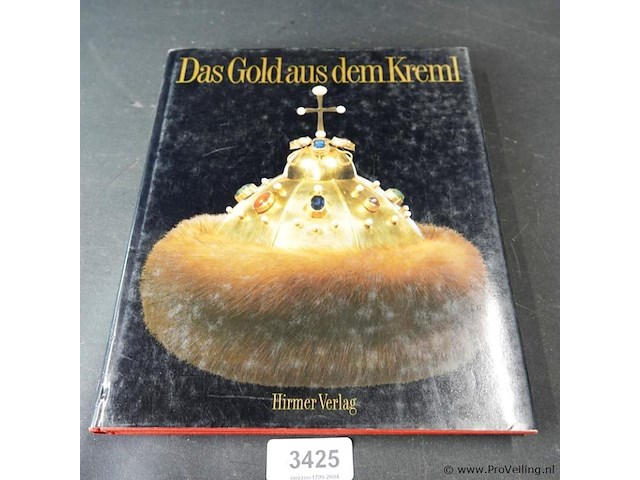 Das Gold aus dem Kreml
Hirmer Verlag
3425
© www.ProVeiling.nl